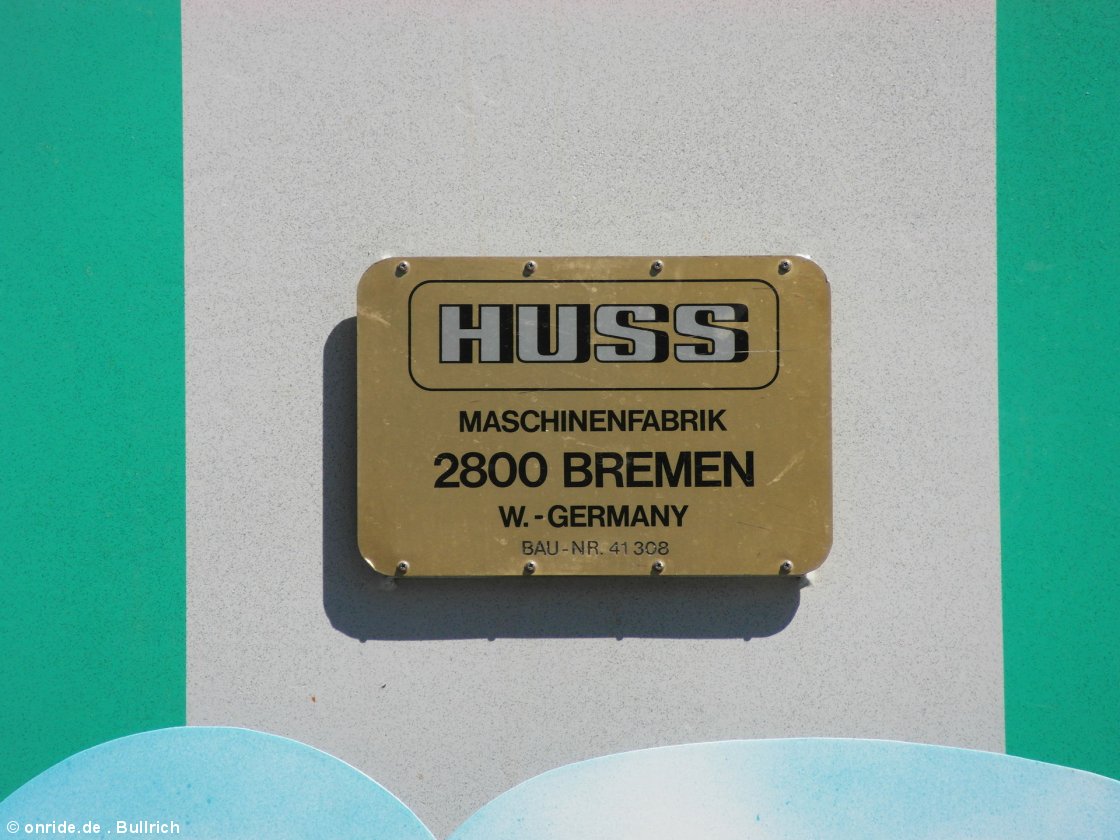 HUSS
MASCHINENFABRIK
2800 BREMEN
W.-GERMANY
BAU-NR. 41308
© onride.de . Bullrich